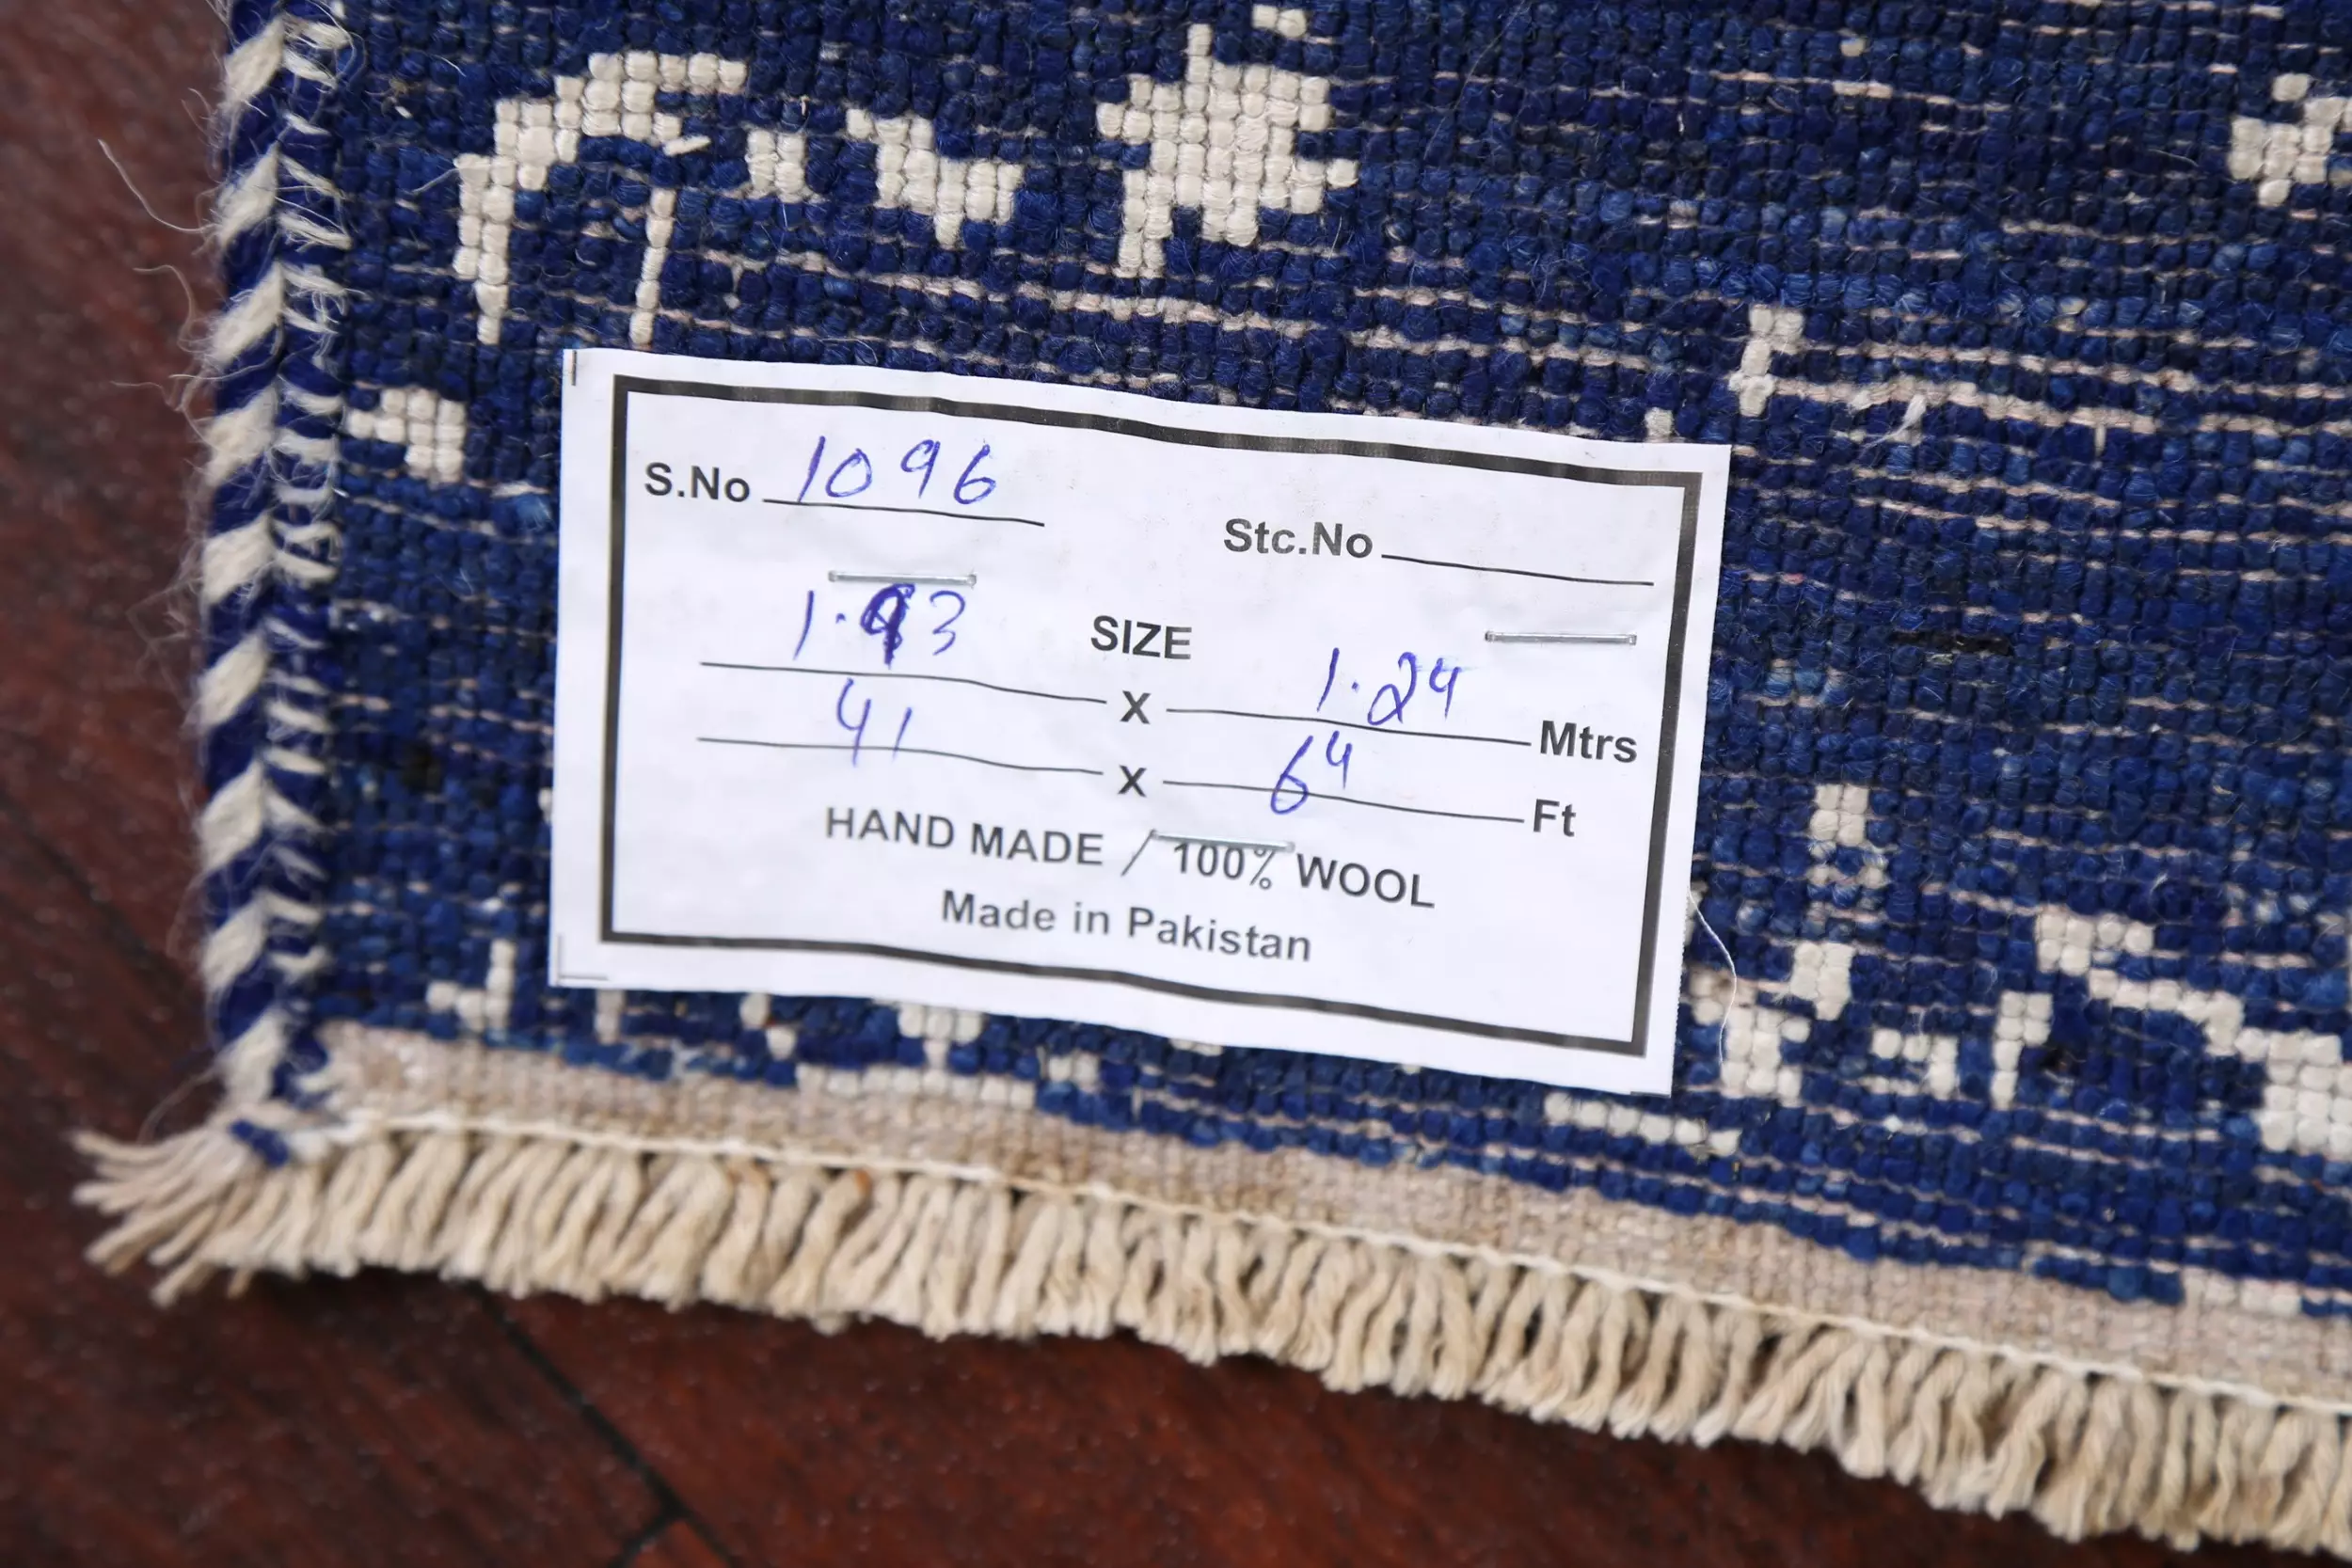 S.No 1096
Stc.No
SIZE
1.93 X 1.24 Mtrs
41 X 64 Ft
HAND MADE / 100% WOOL
Made in Pakistan